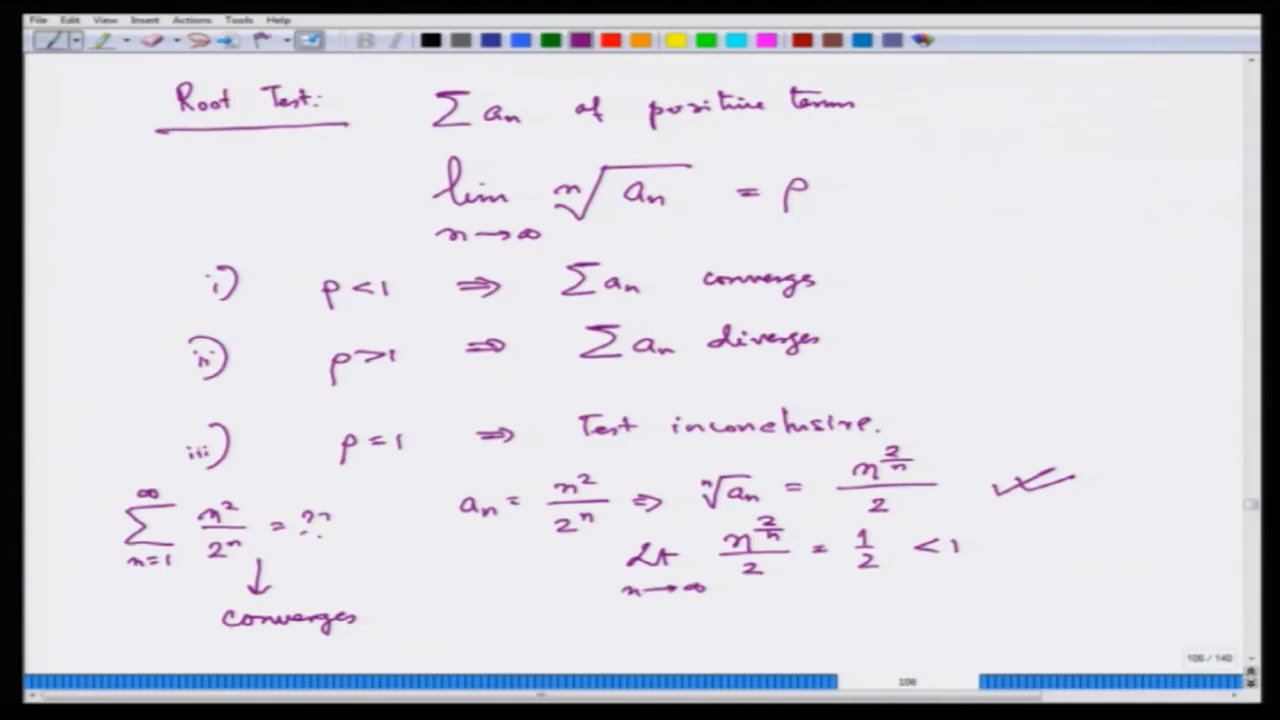 File Edit View Insert Actions Tools Help
Root Test: ∑ aₙ of positive terms
lim n→∞ ⁿ√aₙ = ρ
i) ρ < 1 ⇒ ∑ aₙ converges
ii) ρ > 1 ⇒ ∑ aₙ diverges
iii) ρ = 1 ⇒ Test inconclusive.
∞ ∑ n=1 n²/2ⁿ = ?? aₙ = n²/2ⁿ ⇒ ⁿ√aₙ = n^(2/n)/2 ✓
↓ Lt n→∞ n^(2/n)/2 = 1/2 < 1
converges
106 / 140
106